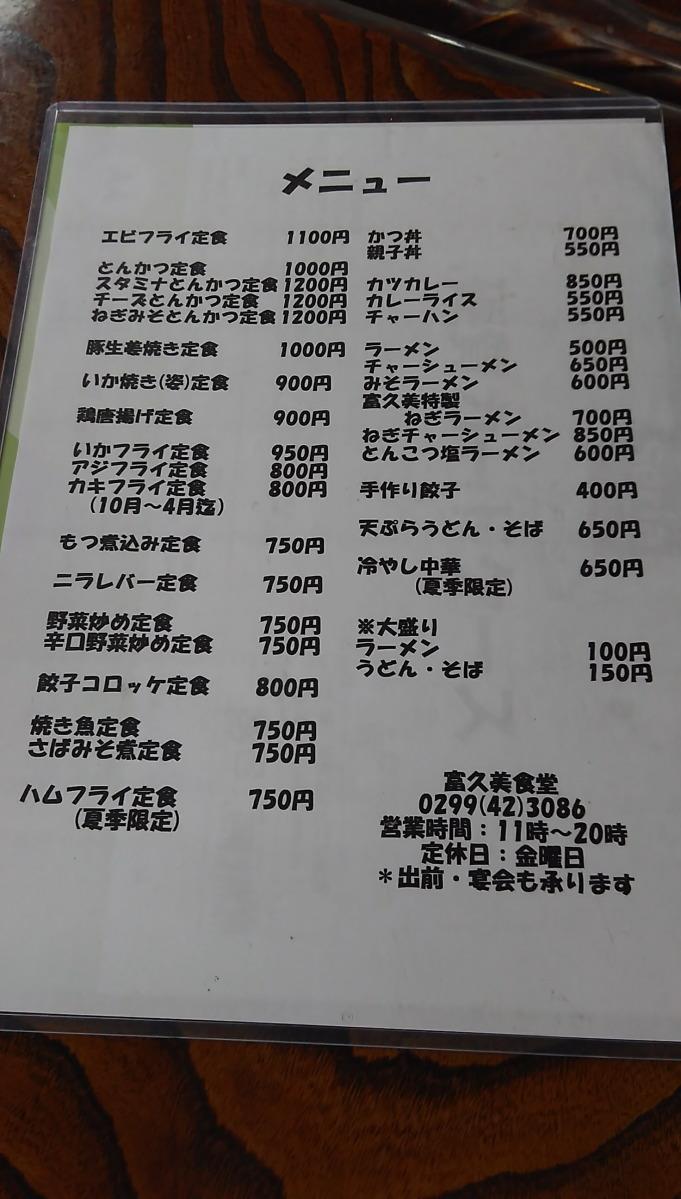 メニュー
エビフライ定食 1100円
とんかつ定食 1000円
スタミナとんかつ定食 1200円
チーズとんかつ定食 1200円
ねぎみそとんかつ定食 1200円
豚生姜焼き定食 1000円
いか焼き(姿)定食 900円
鶏唐揚げ定食 900円
いかフライ定食 950円
アジフライ定食 800円
カキフライ定食 800円
(10月〜4月迄)
もつ煮込み定食 750円
ニラレバー定食 750円
野菜炒め定食 750円
辛口野菜炒め定食 750円
餃子コロッケ定食 800円
焼き魚定食 750円
さばみそ煮定食 750円
ハムフライ定食 750円
(夏季限定)
かつ丼 700円
親子丼 550円
カツカレー 850円
カレーライス 550円
チャーハン 550円
ラーメン 500円
チャーシューメン 650円
みそラーメン 600円
富久美特製
ねぎラーメン 700円
ねぎチャーシューメン 850円
とんこつ塩ラーメン 600円
手作り餃子 400円
天ぷらうどん・そば 650円
冷やし中華 650円
(夏季限定)
※大盛り
ラーメン 100円
うどん・そば 150円
富久美食堂
0299(42)3086
営業時間：11時〜20時
定休日：金曜日
＊出前・宴会も承ります